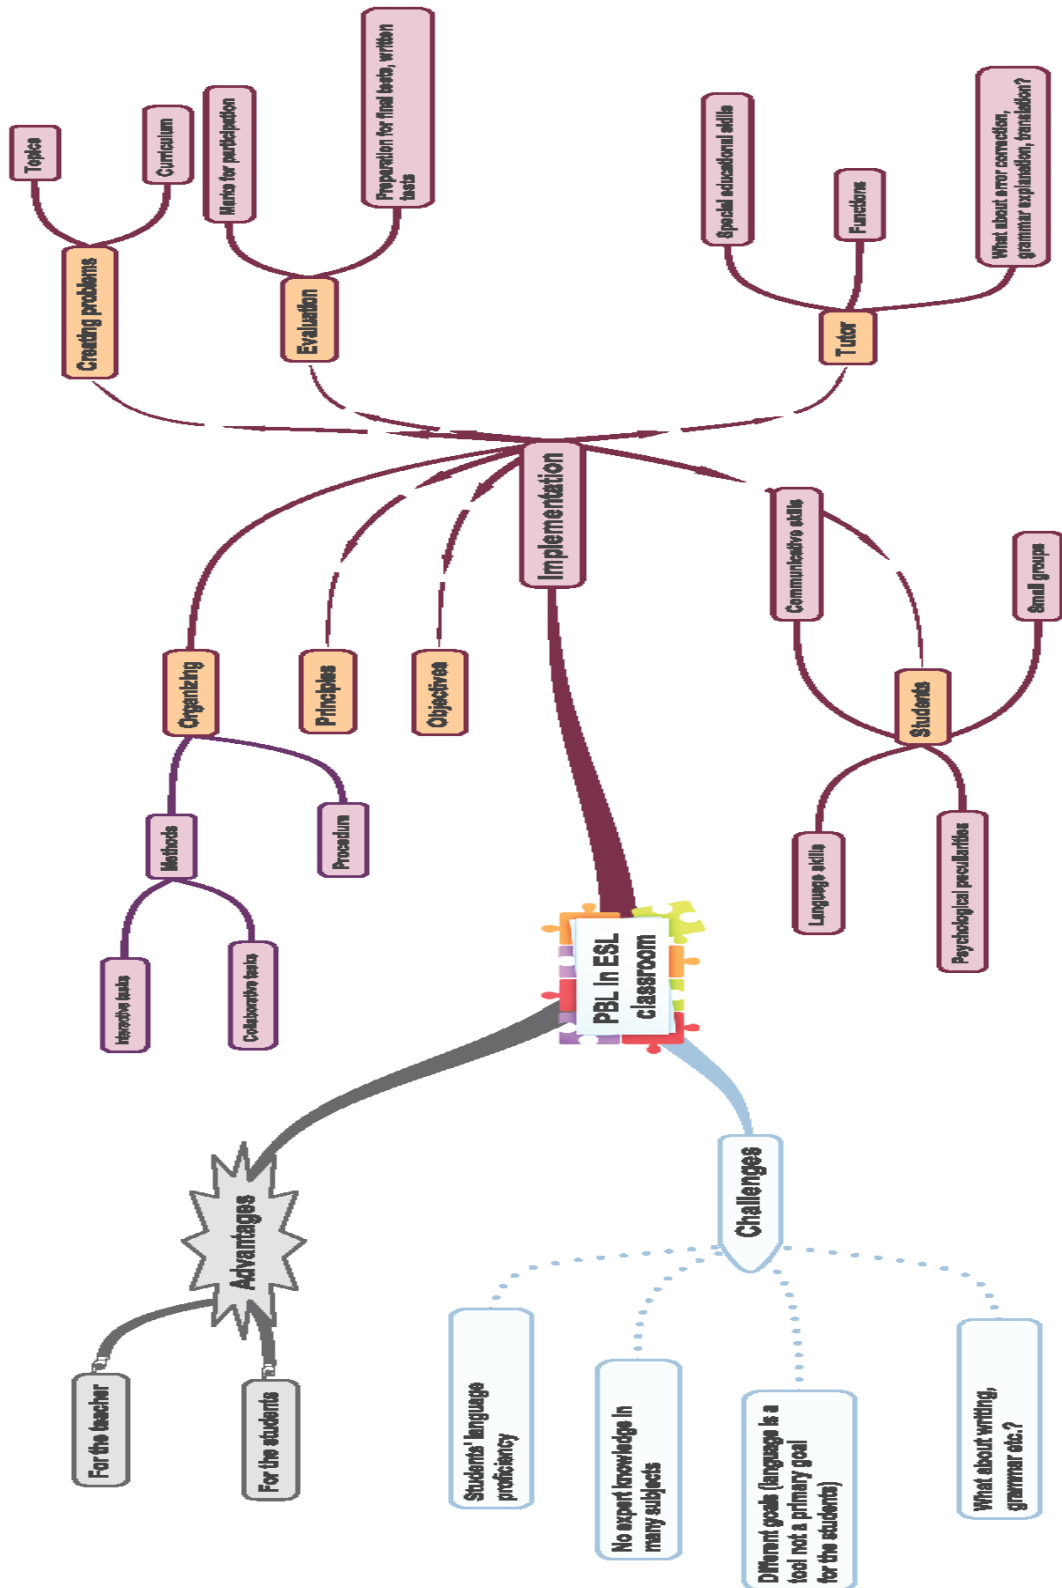 Topics
Curriculum
Creating problems
Marks for participation
Preparation for final tests, written
tests
Evaluation
Special educational skills
Functions
What about error correction,
grammar explanation, translation?
Tutor
Implementation
Organizing
Principles
Objectives
Methods
Procedure
Interactive tasks
Collaborative tasks
Communicative skills
Small groups
Students
Language skills
Psychological peculiarities
PBL in ESL
classroom
Advantages
For the teacher
For the students
Challenges
Students' language
proficiency
No expert knowledge in
many subjects
Different goals (language is a
tool not a primary goal
for the students)
What about writing,
grammar etc.?